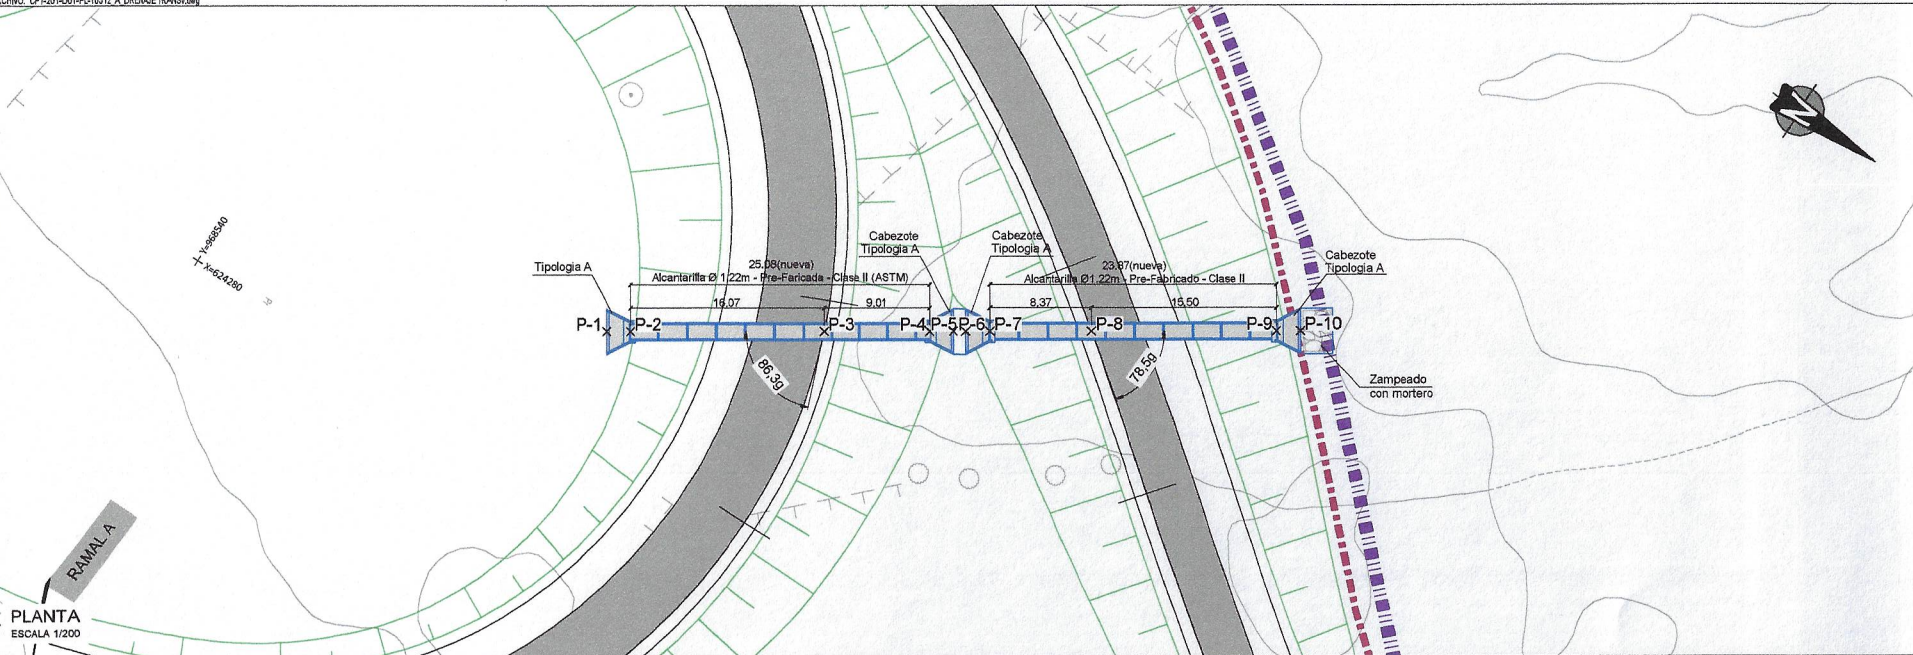 Y=968540
X=624280
Tipologia A
Cabezote
Tipologia A
Cabezote
Tipologia A
Cabezote
Tipologia A
25.08(nueva)
Alcantarilla Ø 1.22m - Pre-Faricada - Clase II (ASTM)
23.87(nueva)
Alcantarilla Ø1.22m - Pre-Fabricado - Clase II
16,07
9.01
8,37
15,50
P-1
P-2
P-3
P-4
P-5
P-6
P-7
P-8
P-9
P-10
86,3g
78,5g
Zampeado
con mortero
N
RAMAL A
PLANTA
ESCALA 1/200